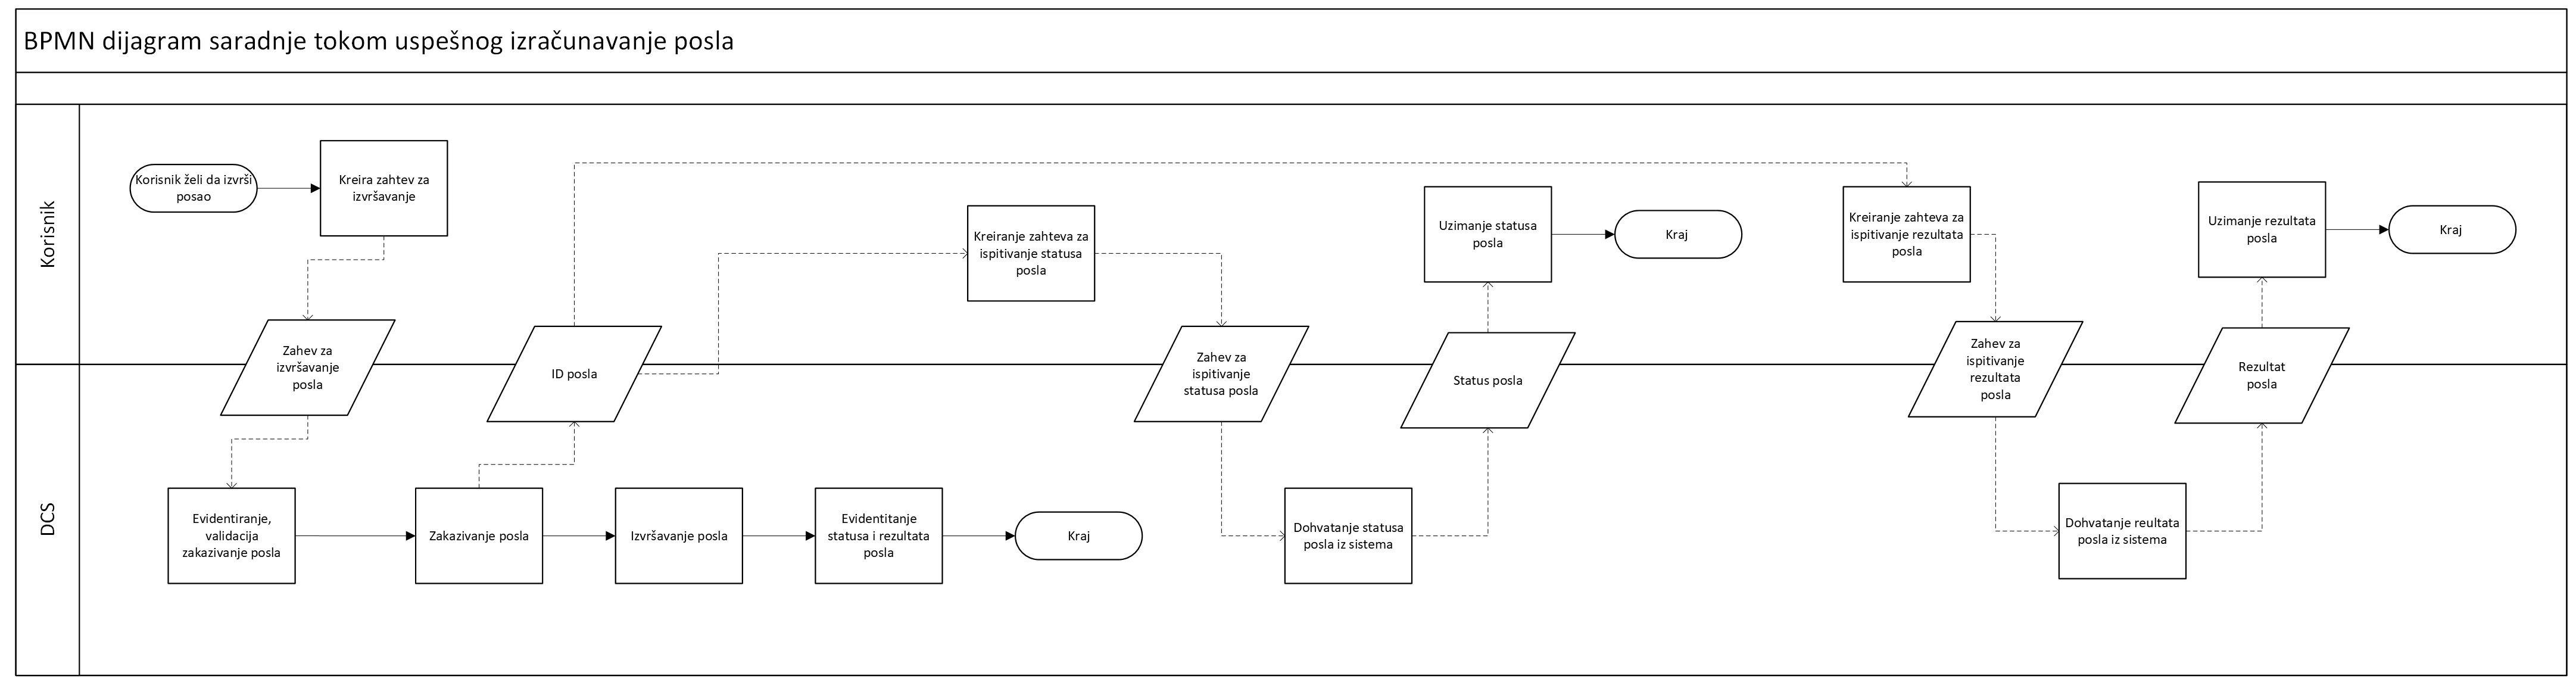 BPMN dijagram saradnje tokom uspešnog izračunavanje posla
Korisnik
Korisnik želi da izvrši
posao
Kreira zahtev za
izvršavanje
Kreiranje zahteva za
ispitivanje statusa
posla
Uzimanje statusa
posla
Kraj
Kreiranje zahteva za
ispitivanje rezultata
posla
Uzimanje rezultata
posla
Kraj
Zahev za
izvršavanje
posla
ID posla
Zahev za
ispitivanje
statusa posla
Status posla
Zahev za
ispitivanje
rezultata
posla
Rezultat
posla
DCS
Evidentiranje,
validacija
zakazivanje posla
Zakazivanje posla
Izvršavanje posla
Evidentitanje
statusa i rezultata
posla
Kraj
Dohvatanje statusa
posla iz sistema
Dohvatanje reultata
posla iz sistema